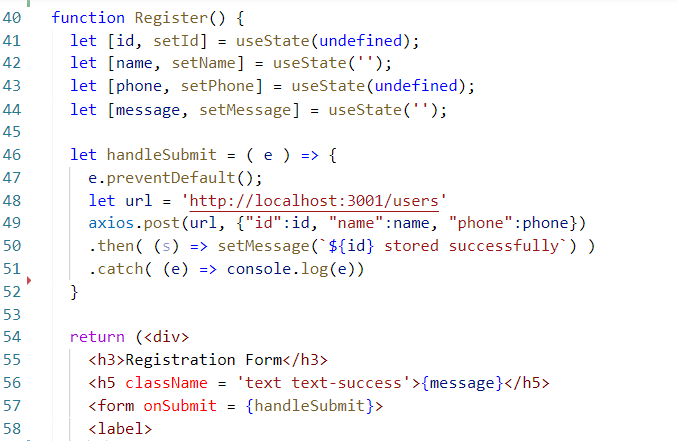 40 function Register() {
41 let [id, setId] = useState(undefined);
42 let [name, setName] = useState('');
43 let [phone, setPhone] = useState(undefined);
44 let [message, setMessage] = useState('');
45
46 let handleSubmit = ( e ) => {
47 e.preventDefault();
48 let url = 'http://localhost:3001/users'
49 axios.post(url, {"id":id, "name":name, "phone":phone})
50 .then( (s) => setMessage(`${id} stored successfully`) )
51 .catch( (e) => console.log(e))
52 }
53
54 return (<div>
55 <h3>Registration Form</h3>
56 <h5 className = 'text text-success'>{message}</h5>
57 <form onSubmit = {handleSubmit}>
58 <label>